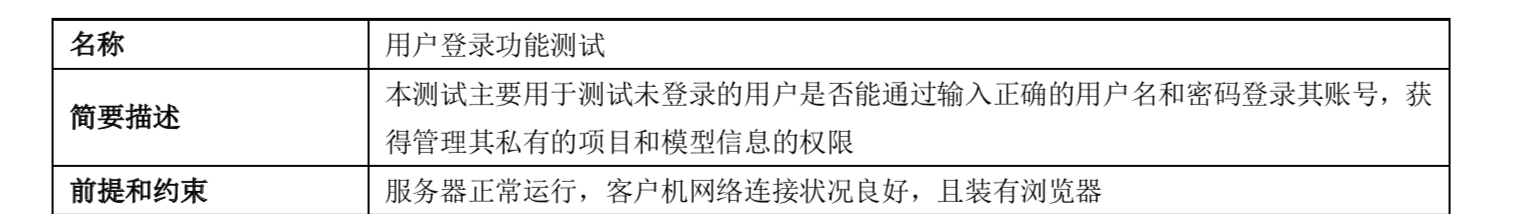 名称 用户登录功能测试
简要描述 本测试主要用于测试未登录的用户是否能通过输入正确的用户名和密码登录其账号，获
得管理其私有的项目和模型信息的权限
前提和约束 服务器正常运行，客户机网络连接状况良好，且装有浏览器